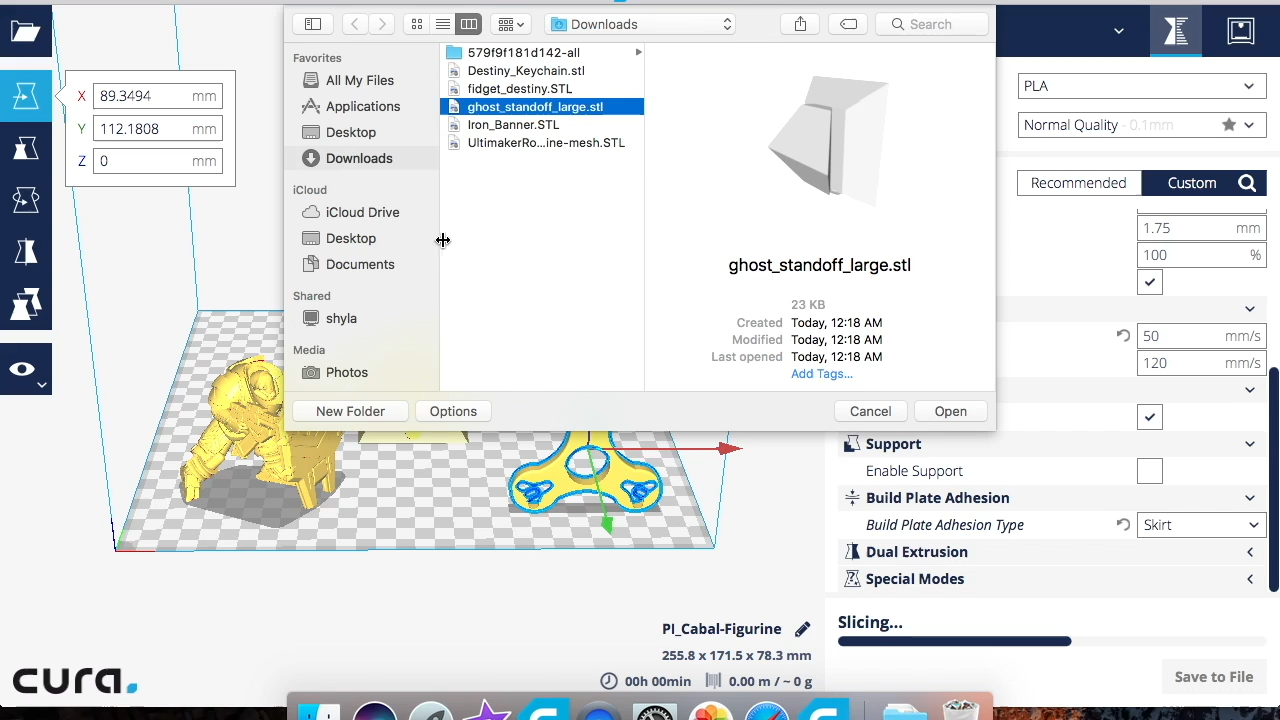 Downloads
Search
Favorites
All My Files
Applications
Desktop
Downloads
iCloud
iCloud Drive
Desktop
Documents
Shared
shyla
Media
Photos
579f9f181d142-all
Destiny_Keychain.stl
fidget_destiny.STL
ghost_standoff_large.stl
Iron_Banner.STL
UltimakerRo...ine-mesh.STL
ghost_standoff_large.stl
23 KB
Created Today, 12:18 AM
Modified Today, 12:18 AM
Last opened Today, 12:18 AM
Add Tags...
New Folder
Options
Cancel
Open
X 89.3494 mm
Y 112.1808 mm
Z 0 mm
PLA
Normal Quality - 0.1mm
Recommended
Custom
1.75 mm
100 %
50 mm/s
120 mm/s
Support
Enable Support
Build Plate Adhesion
Build Plate Adhesion Type
Skirt
Dual Extrusion
Special Modes
PI_Cabal-Figurine
255.8 x 171.5 x 78.3 mm
00h 00min
0.00 m / ~ 0 g
Slicing...
Save to File
cura.